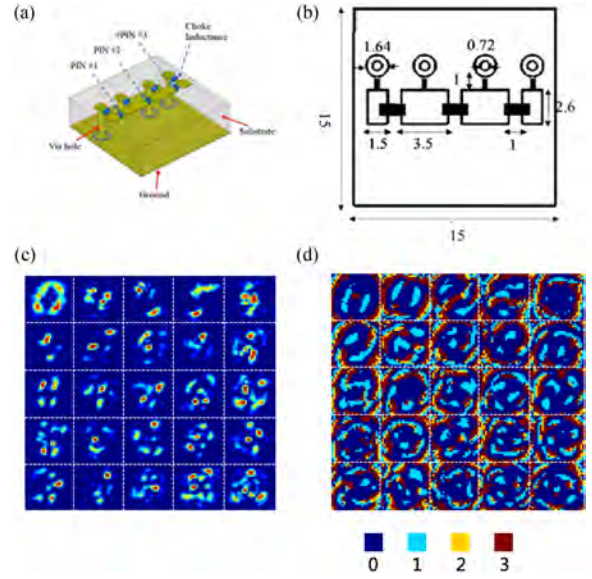 (a)
PIN #3
Choke
Inductance
PIN #2
PIN #1
Via hole
Substrate
Ground
(b)
1.64
0.72
1
2.6
15
1.5
3.5
1
15
(c)
(d)
0 1 2 3